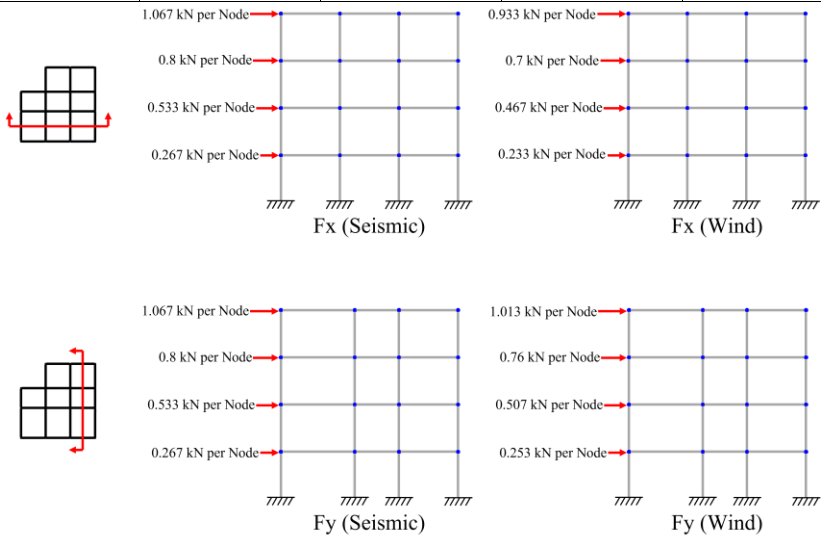 1.067 kN per Node
0.933 kN per Node
0.8 kN per Node
0.7 kN per Node
0.533 kN per Node
0.467 kN per Node
0.267 kN per Node
0.233 kN per Node
Fx (Seismic)
Fx (Wind)
1.067 kN per Node
1.013 kN per Node
0.8 kN per Node
0.76 kN per Node
0.533 kN per Node
0.507 kN per Node
0.267 kN per Node
0.253 kN per Node
Fy (Seismic)
Fy (Wind)